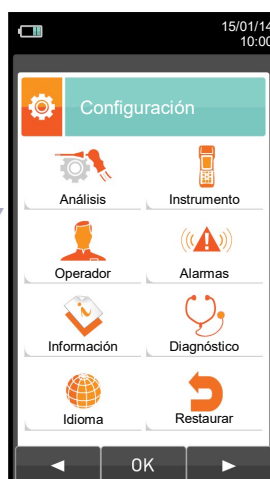 15/01/14
10:00
Configuración
Análisis
Instrumento
Operador
Alarmas
Información
Diagnóstico
Idioma
Restaurar
OK